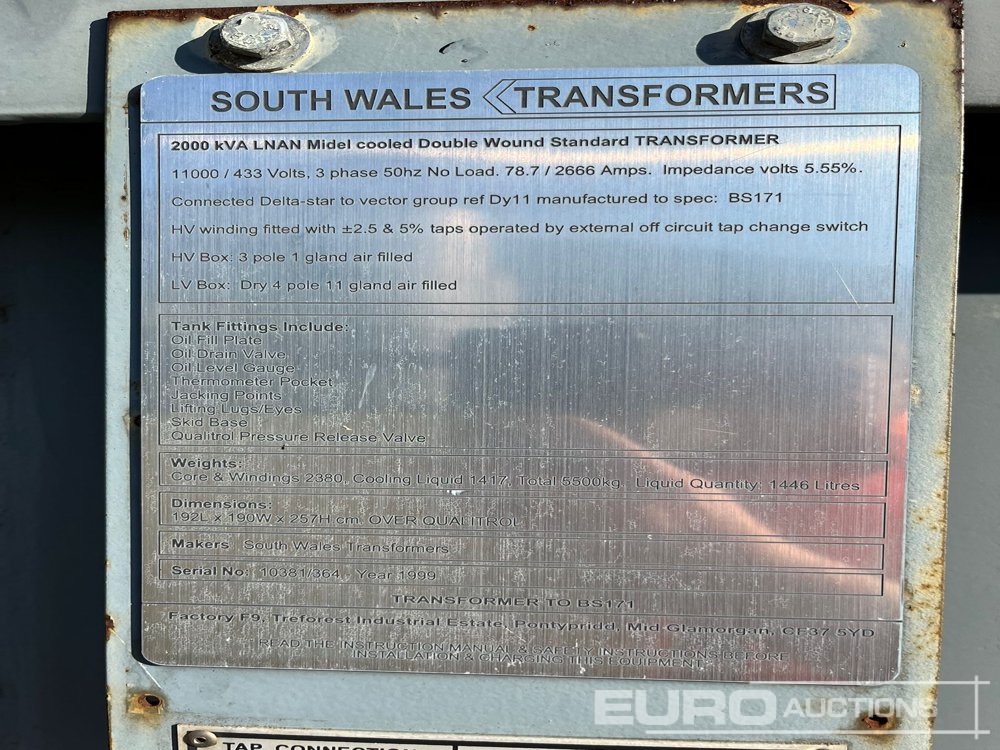 SOUTH WALES TRANSFORMERS
2000 kVA LNAN Midel cooled Double Wound Standard TRANSFORMER
11000 / 433 Volts, 3 phase 50hz No Load. 78.7 / 2666 Amps. Impedance volts 5.55%.
Connected Delta-star to vector group ref Dy11 manufactured to spec: BS171
HV winding fitted with ±2.5 & 5% taps operated by external off circuit tap change switch
HV Box: 3 pole 1 gland air filled
LV Box: Dry 4 pole 11 gland air filled
Tank Fittings Include:
Oil Fill Plate
Oil Drain Valve
Oil Level Gauge
Thermometer Pocket
Jacking Points
Lifting Lugs/Eyes
Skid Base
Qualitrol Pressure Release Valve
Weights:
Core & Windings 2380, Cooling Liquid 1417, Total 5500kg. Liquid Quantity: 1446 Litres
Dimensions:
192L x 190W x 257H cm. OVER QUALITROL
Makers South Wales Transformers
Serial No: 10381/364 Year 1999
TRANSFORMER TO BS171
Factory F9, Treforest Industrial Estate, Pontypridd, Mid Glamorgan, CF37 5YD
READ THE INSTRUCTION MANUAL & SAFETY INSTRUCTIONS BEFORE
INSTALLATION & CHARGING THIS EQUIPMENT
EURO AUCTIONS
TAP CONNECTION